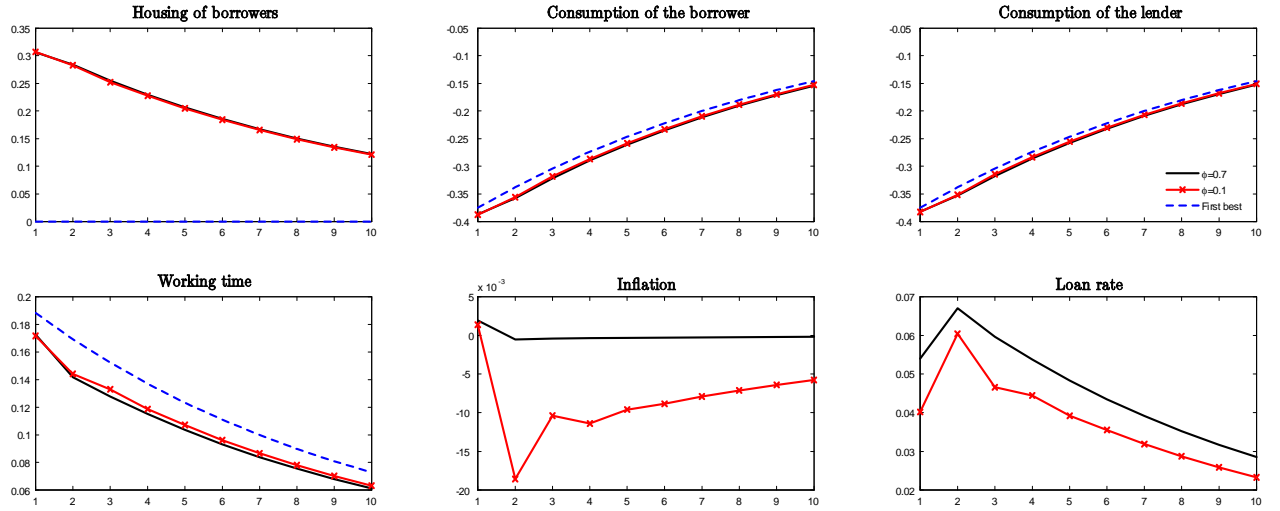 Housing of borrowers
0.35
0.3
0.25
0.2
0.15
0.1
0.05
0
1 2 3 4 5 6 7 8 9 10
Consumption of the borrower
-0.05
-0.1
-0.15
-0.2
-0.25
-0.3
-0.35
-0.4
1 2 3 4 5 6 7 8 9 10
Consumption of the lender
-0.05
-0.1
-0.15
-0.2
-0.25
-0.3
-0.35
-0.4
1 2 3 4 5 6 7 8 9 10
ϕ=0.7
ϕ=0.1
First best
Working time
0.2
0.18
0.16
0.14
0.12
0.1
0.08
0.06
1 2 3 4 5 6 7 8 9 10
Inflation
x 10⁻³
5
0
-5
-10
-15
-20
1 2 3 4 5 6 7 8 9 10
Loan rate
0.07
0.06
0.05
0.04
0.03
0.02
1 2 3 4 5 6 7 8 9 10